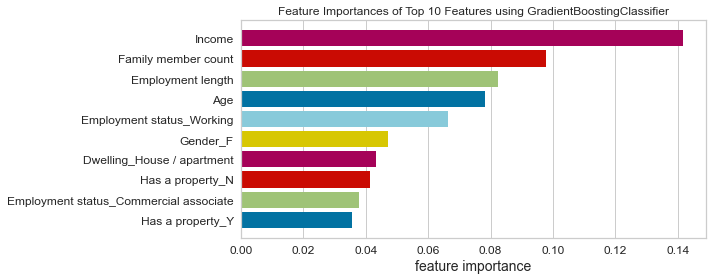 Feature Importances of Top 10 Features using GradientBoostingClassifier
Income
Family member count
Employment length
Age
Employment status_Working
Gender_F
Dwelling_House / apartment
Has a property_N
Employment status_Commercial associate
Has a property_Y
0.00 0.02 0.04 0.06 0.08 0.10 0.12 0.14
feature importance